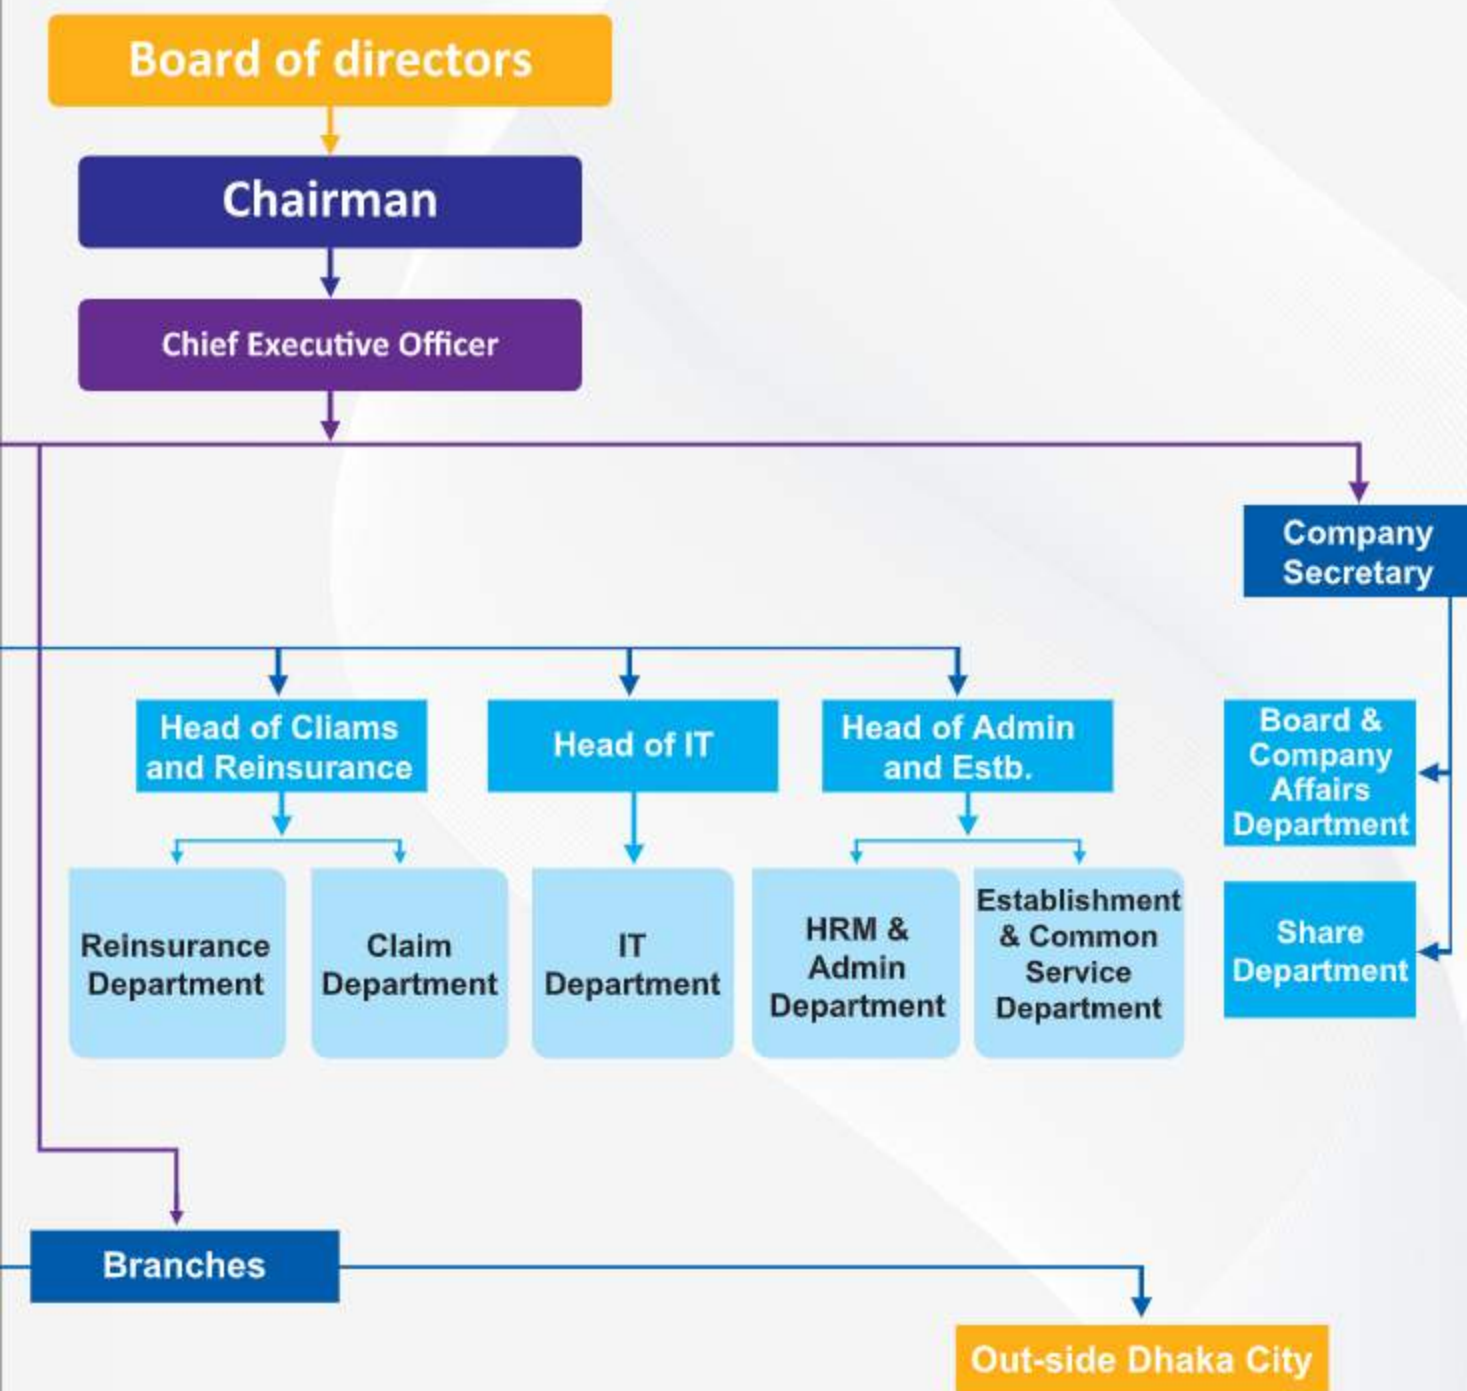 Board of directors
Chairman
Chief Executive Officer
Company
Secretary
Head of Cliams
and Reinsurance
Head of IT
Head of Admin
and Estb.
Board &
Company
Affairs
Department
Reinsurance
Department
Claim
Department
IT
Department
HRM &
Admin
Department
Establishment
& Common
Service
Department
Share
Department
Branches
Out-side Dhaka City